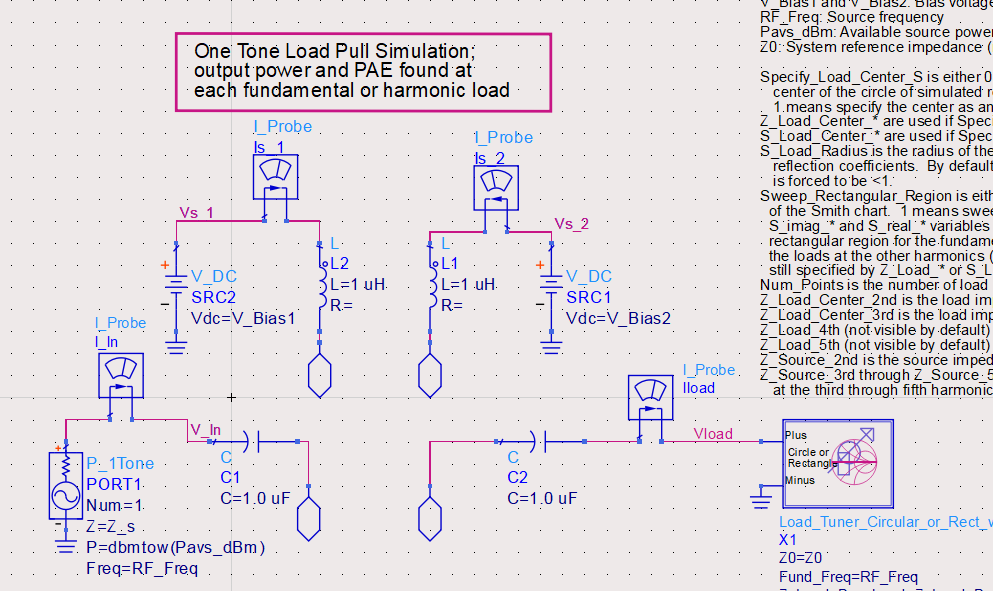 V_Bias1 and V_Bias2: Bias voltage
RF_Freq: Source frequency
Pavs_dBm: Available source power
Z0: System reference impedance (
Specify_Load_Center_S is either 0
center of the circle of simulated re
1 means specify the center as an
Z_Load_Center_* are used if Spec
S_Load_Center_* are used if Spec
S_Load_Radius is the radius of the
reflection coefficients. By default
is forced to be <1.
Sweep_Rectangular_Region is eith
of the Smith chart. 1 means swee
S_imag_* and S_real_* variables
rectangular region for the fundame
the loads at the other harmonics (
still specified by Z_Load_* or S_L
Num_Points is the number of load
Z_Load_Center_2nd is the load im
Z_Load_Center_3rd is the load imp
Z_Load_4th (not visible by default)
Z_Load_5th (not visible by default)
Z_Source_2nd is the source imped
Z_Source_3rd through Z_Source_5
at the third through fifth harmonic
One Tone Load Pull Simulation;
output power and PAE found at
each fundamental or harmonic load
I_Probe
Is_1
I_Probe
Is_2
Vs_1
Vs_2
+
V_DC
SRC2
Vdc=V_Bias1
L
L2
L=1 uH
R=
L
L1
L=1 uH
R=
+
V_DC
SRC1
Vdc=V_Bias2
I_Probe
I_In
V_In
C
C1
C=1.0 uF
+
P_1Tone
PORT1
Num=1
Z=Z_s
P=dbmtow(Pavs_dBm)
Freq=RF_Freq
C
C2
C=1.0 uF
I_Probe
Iload
Vload
Plus
Circle or
Rectangle
Minus
Load_Tuner_Circular_or_Rect_
X1
Z0=Z0
Fund_Freq=RF_Freq